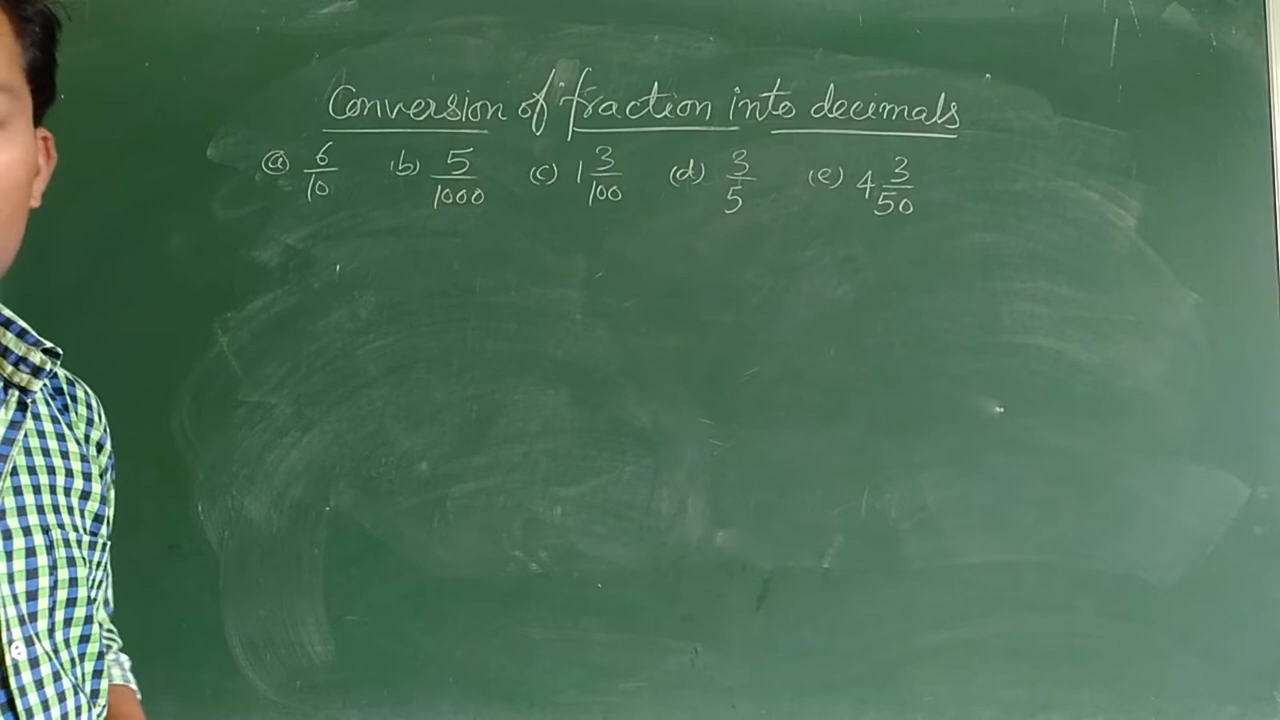 Conversion of fraction into decimals
(a) 6/10 (b) 5/1000 (c) 1 3/100 (d) 3/5 (e) 4 3/50